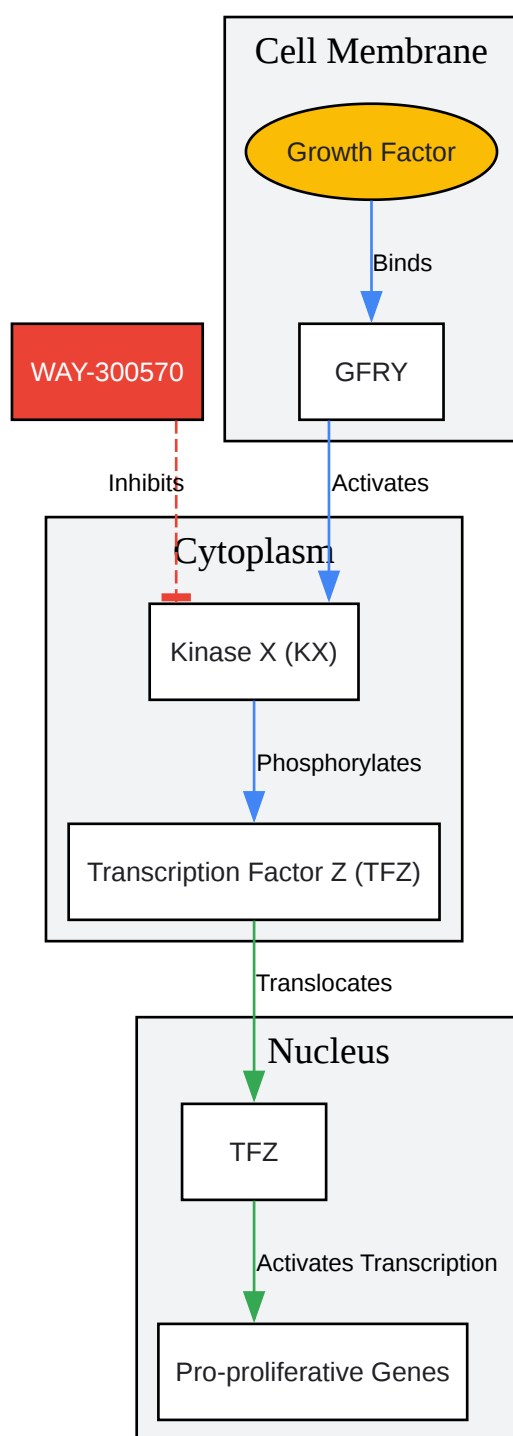 Cell Membrane
Growth Factor
Binds
WAY-300570
GFRY
Inhibits
Activates
Cytoplasm
Kinase X (KX)
Phosphorylates
Transcription Factor Z (TFZ)
Translocates
Nucleus
TFZ
Activates Transcription
Pro-proliferative Genes